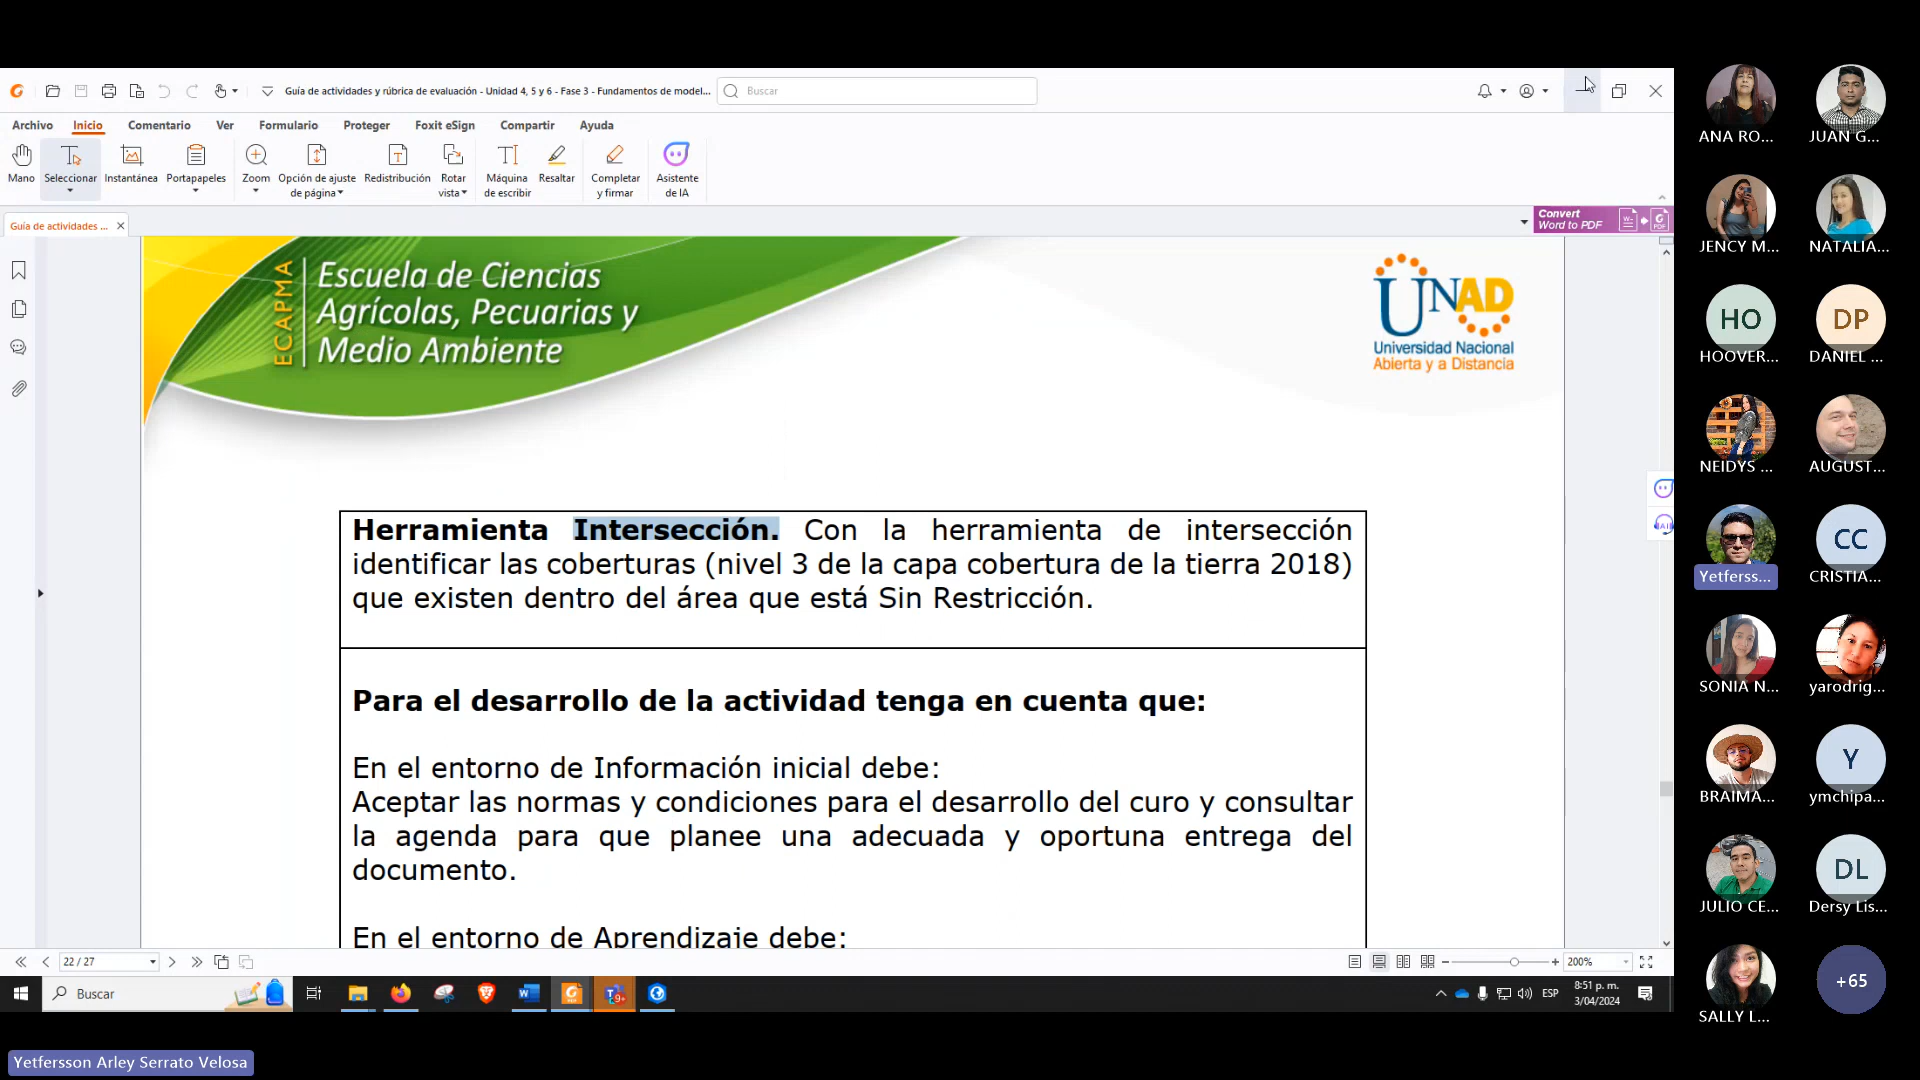 Guía de actividades y rúbrica de evaluación - Unidad 4, 5 y 6 - Fase 3 - Fundamentos de model...
Buscar
Archivo Inicio Comentario Ver Formulario Proteger Foxit eSign Compartir Ayuda
Mano
Seleccionar
Instantánea
Portapapeles
Zoom
Opción de ajuste
de página
Redistribución
Rotar
vista
Máquina
de escribir
Resaltar
Completar
y firmar
Asistente
de IA
Guía de actividades ...
Convert
Word to PDF
ECAPMA
Escuela de Ciencias
Agrícolas, Pecuarias y
Medio Ambiente
UNAD
Universidad Nacional
Abierta y a Distancia
Herramienta Intersección. Con la herramienta de intersección
identificar las coberturas (nivel 3 de la capa cobertura de la tierra 2018)
que existen dentro del área que está Sin Restricción.
Para el desarrollo de la actividad tenga en cuenta que:
En el entorno de Información inicial debe:
Aceptar las normas y condiciones para el desarrollo del curo y consultar
la agenda para que planee una adecuada y oportuna entrega del
documento.
En el entorno de Aprendizaje debe:
22 / 27
200%
Buscar
9+
ESP
8:51 p. m.
3/04/2024
ANA RO...
JUAN G...
JENCY M...
NATALIA...
HO
HOOVER...
DP
DANIEL ...
NEIDYS ...
AUGUST...
Yetferss...
CC
CRISTIA...
SONIA N...
yarodrig...
BRAIMA...
Y
ymchipa...
JULIO CE...
DL
Dersy Lis...
SALLY L...
+65
Yetfersson Arley Serrato Velosa